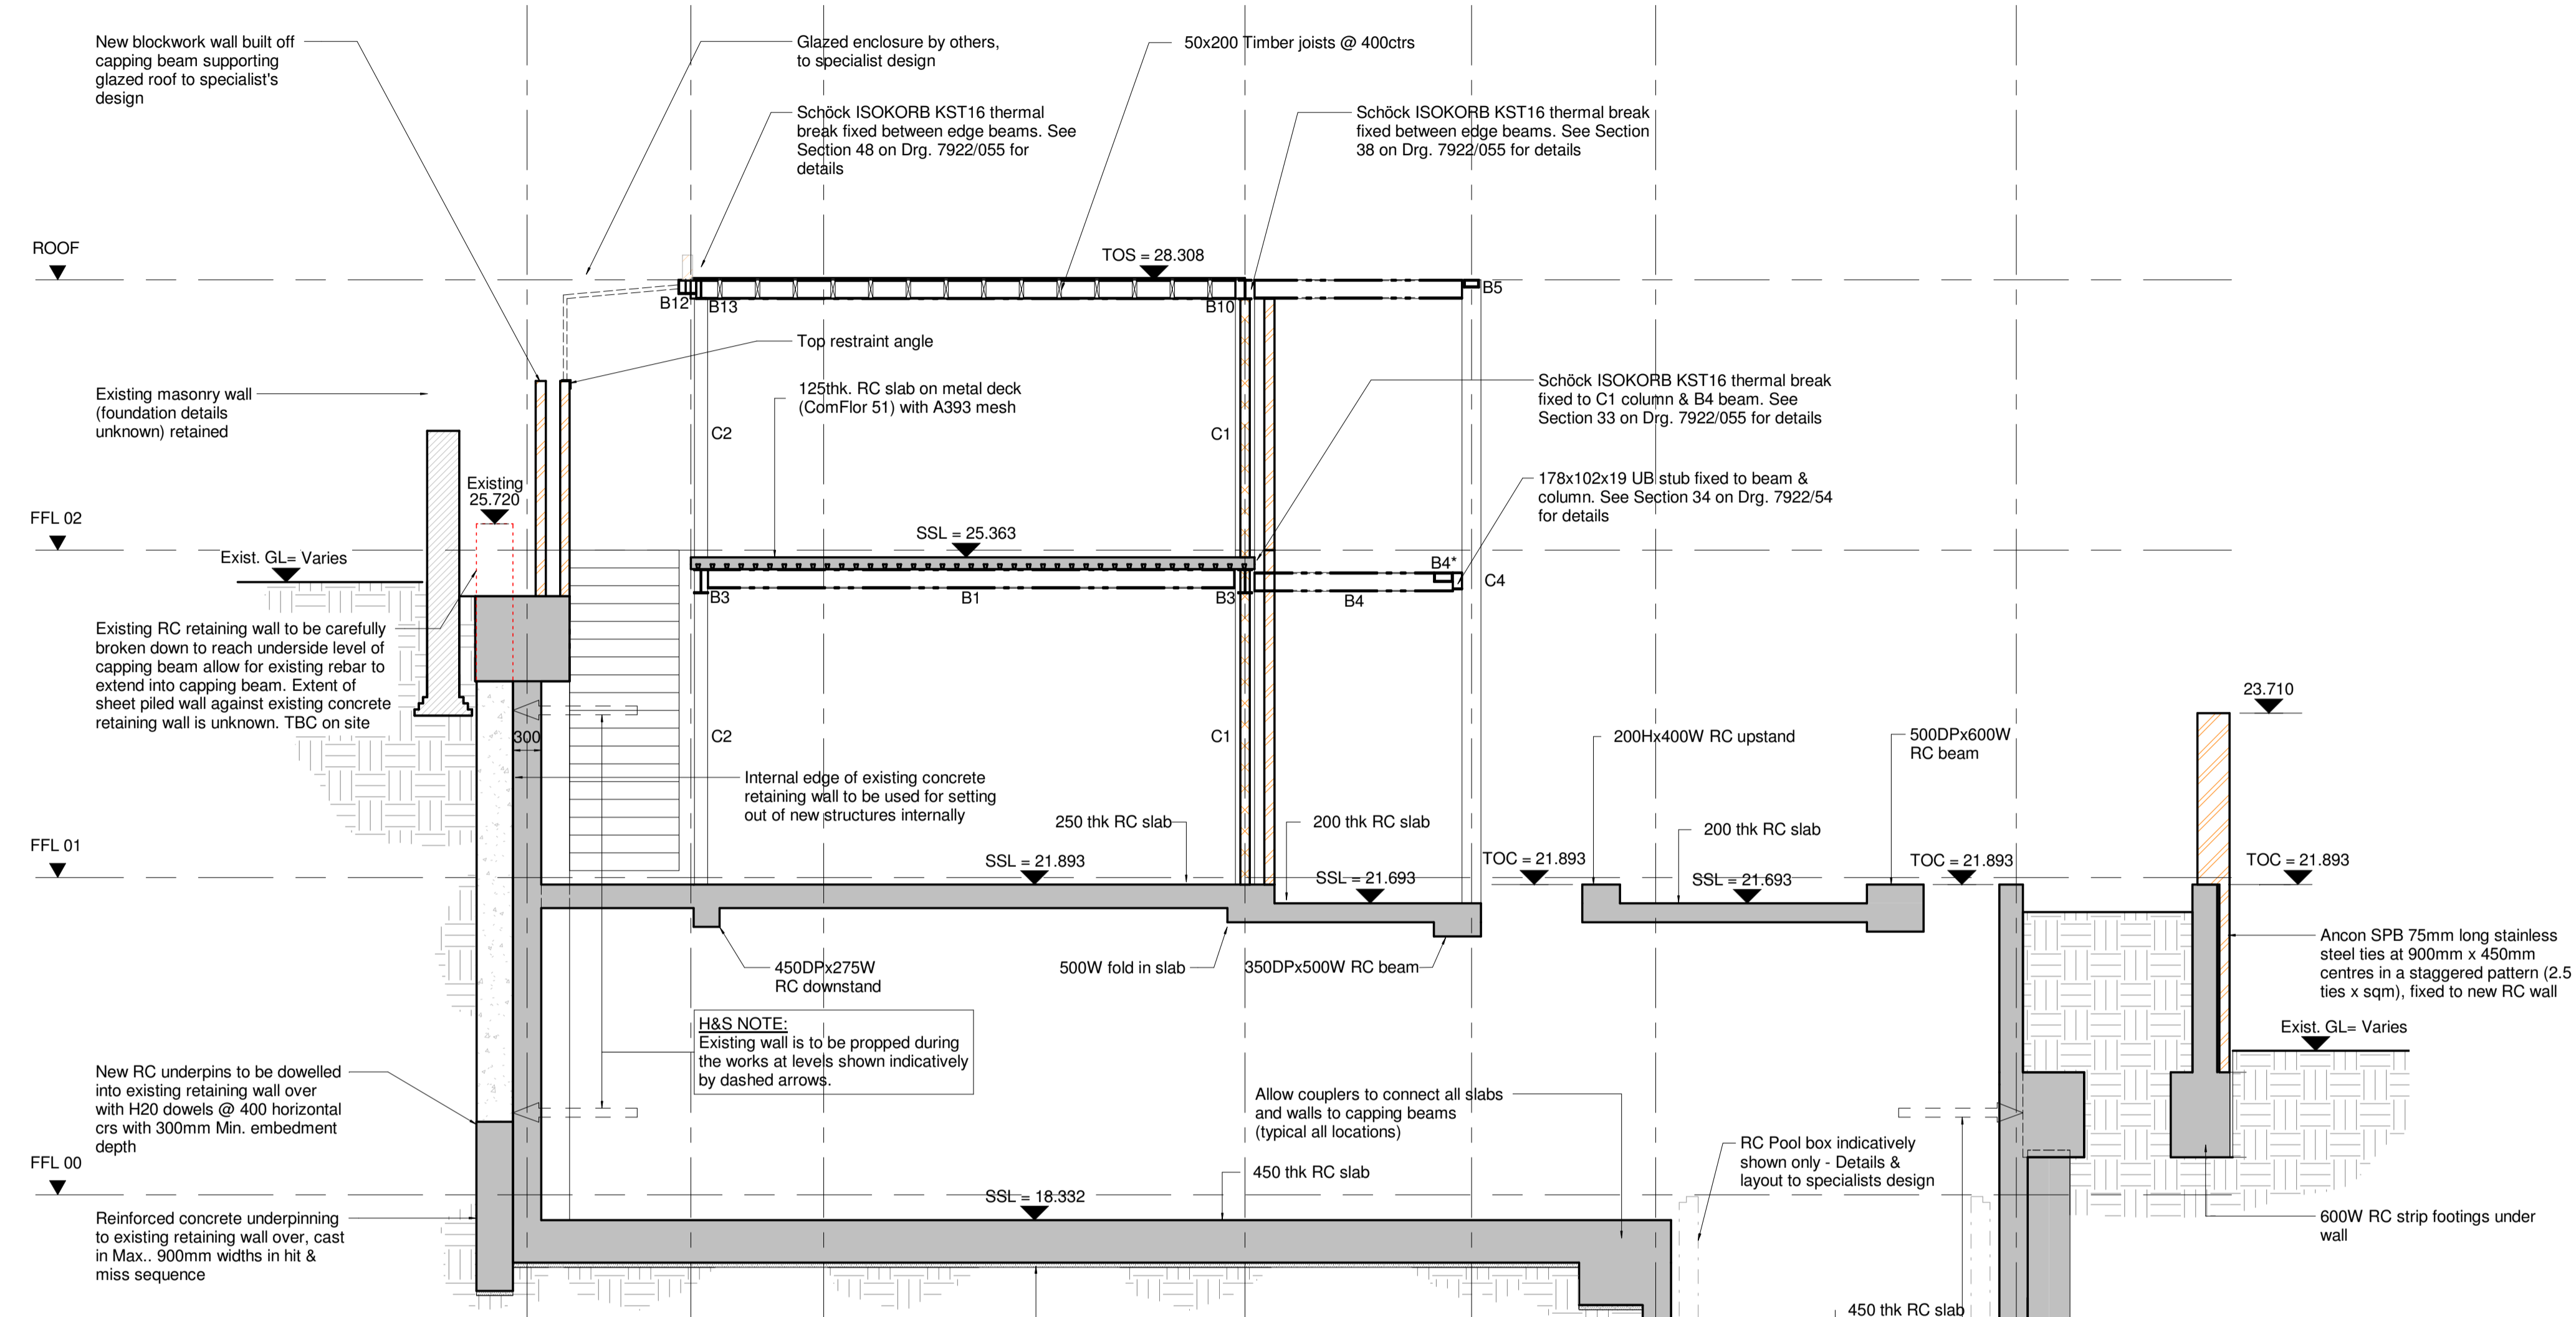 New blockwork wall built off
capping beam supporting
glazed roof to specialist's
design
Glazed enclosure by others,
to specialist design
50x200 Timber joists @ 400ctrs
Schöck ISOKORB KST16 thermal
break fixed between edge beams. See
Section 48 on Drg. 7922/055 for
details
Schöck ISOKORB KST16 thermal break
fixed between edge beams. See Section
38 on Drg. 7922/055 for details
ROOF
TOS = 28.308
B12
B13
B10
B5
Top restraint angle
Existing masonry wall
(foundation details
unknown) retained
125thk. RC slab on metal deck
(ComFlor 51) with A393 mesh
Schöck ISOKORB KST16 thermal break
fixed to C1 column & B4 beam. See
Section 33 on Drg. 7922/055 for details
C2
C1
Existing
25.720
178x102x19 UB stub fixed to beam &
column. See Section 34 on Drg. 7922/54
for details
FFL 02
SSL = 25.363
Exist. GL= Varies
B4*
C4
B3
B1
B3
B4
Existing RC retaining wall to be carefully
broken down to reach underside level of
capping beam allow for existing rebar to
extend into capping beam. Extent of
sheet piled wall against existing concrete
retaining wall is unknown. TBC on site
23.710
300
C2
C1
200Hx400W RC upstand
500DPx600W
RC beam
Internal edge of existing concrete
retaining wall to be used for setting
out of new structures internally
250 thk RC slab
200 thk RC slab
200 thk RC slab
FFL 01
SSL = 21.893
TOC = 21.893
TOC = 21.893
TOC = 21.893
SSL = 21.693
SSL = 21.693
450DPx275W
RC downstand
500W fold in slab
350DPx500W RC beam
Ancon SPB 75mm long stainless
steel ties at 900mm x 450mm
centres in a staggered pattern (2.5
ties x sqm), fixed to new RC wall
H&S NOTE:
Existing wall is to be propped during
the works at levels shown indicatively
by dashed arrows.
Exist. GL= Varies
New RC underpins to be dowelled
into existing retaining wall over
with H20 dowels @ 400 horizontal
crs with 300mm Min. embedment
depth
Allow couplers to connect all slabs
and walls to capping beams
(typical all locations)
RC Pool box indicatively
shown only - Details &
layout to specialists design
FFL 00
450 thk RC slab
SSL = 18.332
Reinforced concrete underpinning
to existing retaining wall over, cast
in Max.. 900mm widths in hit &
miss sequence
600W RC strip footings under
wall
450 thk RC slab